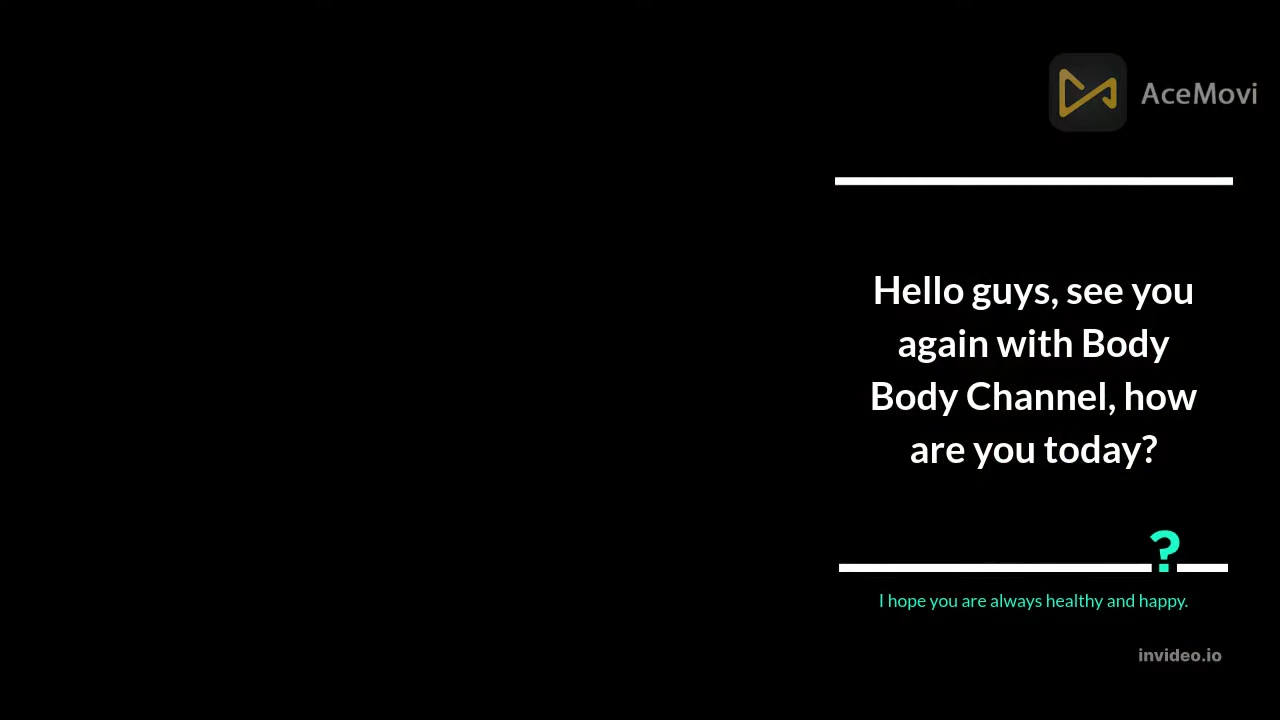 AceMovi
Hello guys, see you
again with Body
Body Channel, how
are you today?
?
I hope you are always healthy and happy.
invideo.io